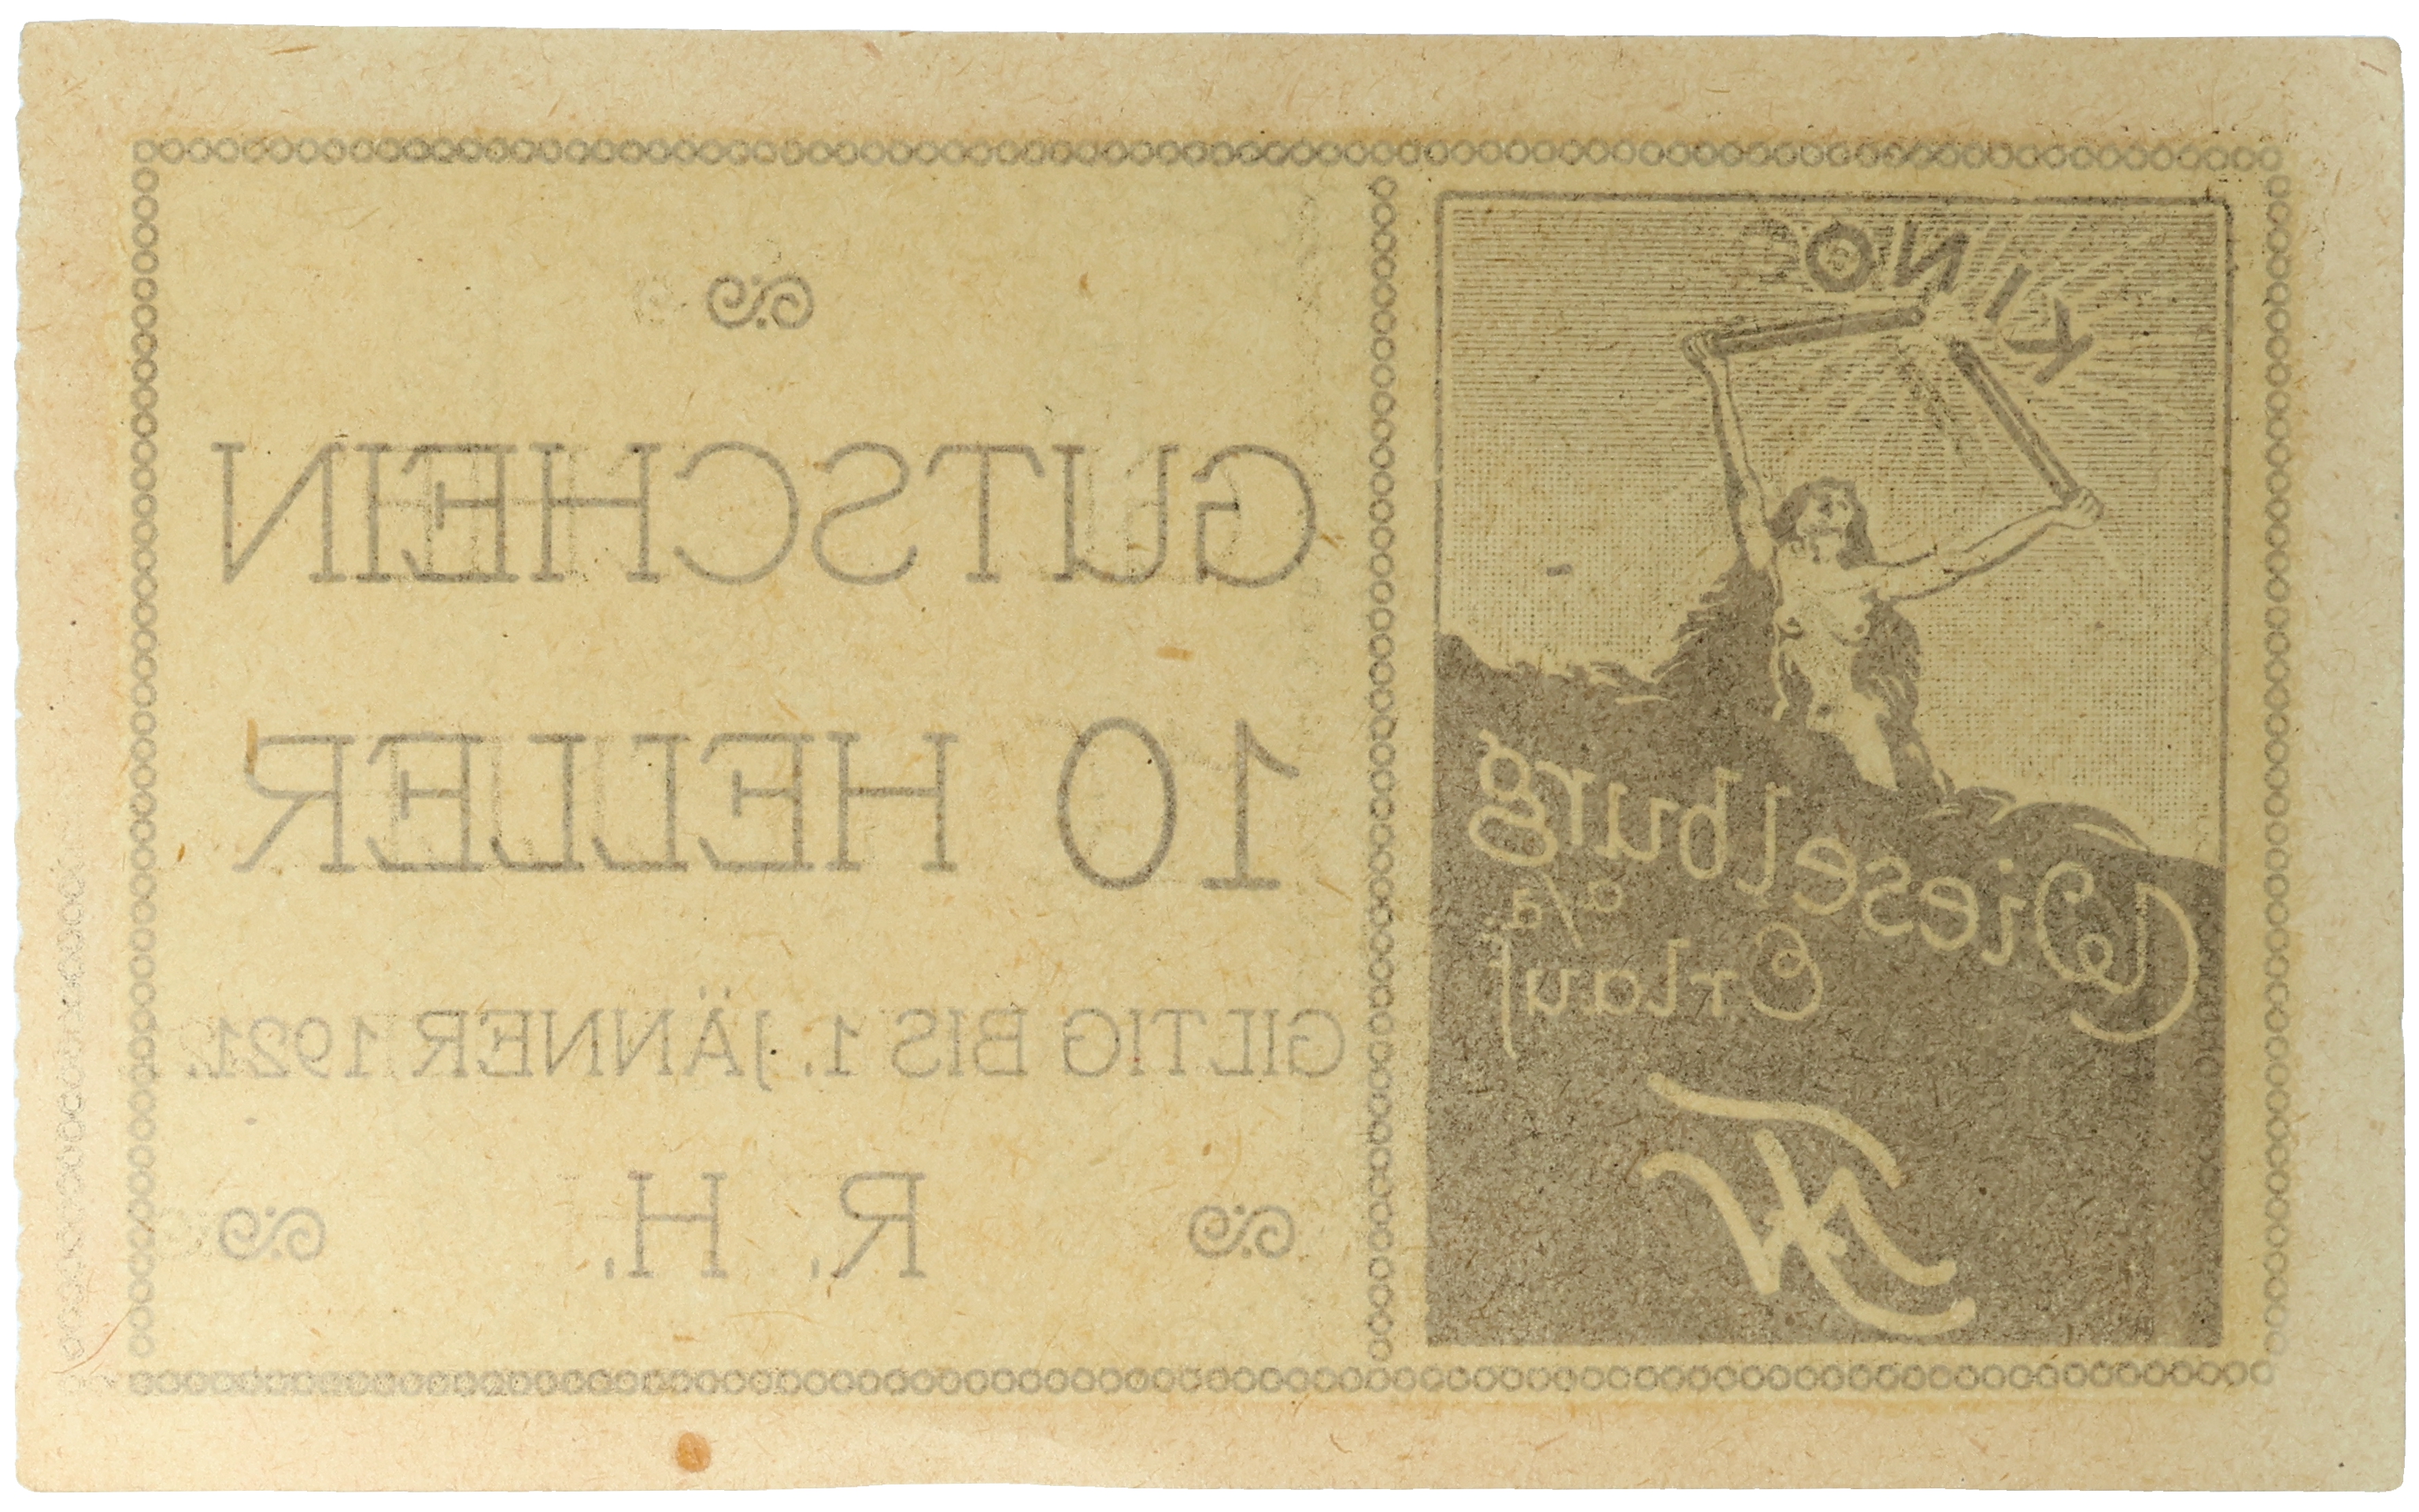 KINO
Wieselburg
a/a.
Erlauf
GUTSCHEIN
10 HELLER
GILTIG BIS 1. JÄNNER 1921.
R. H.